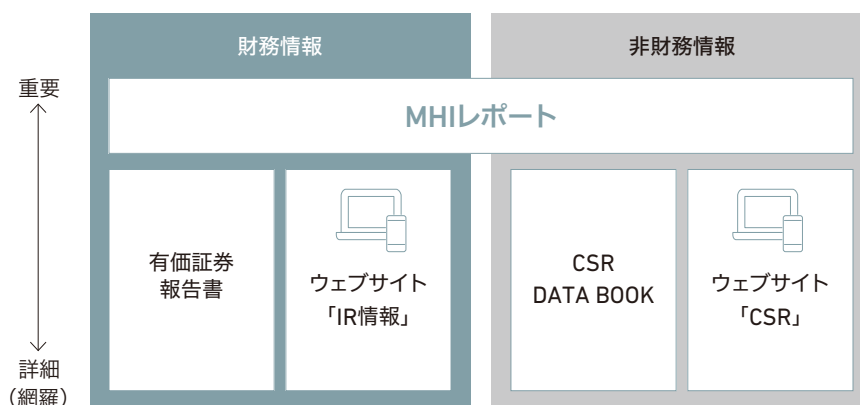 財務情報
非財務情報
重要
MHIレポート
有価証券
報告書
ウェブサイト
「IR情報」
CSR
DATA BOOK
ウェブサイト
「CSR」
詳細
（網羅）